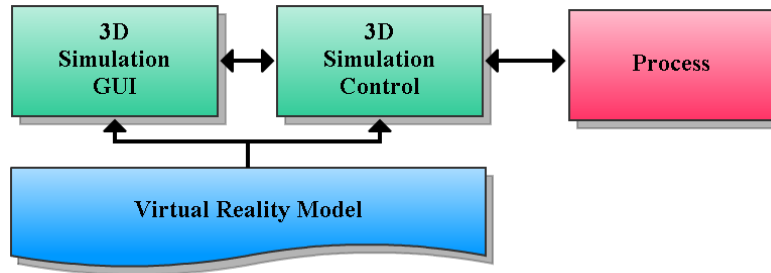 3D
Simulation
GUI
3D
Simulation
Control
Process
Virtual Reality Model